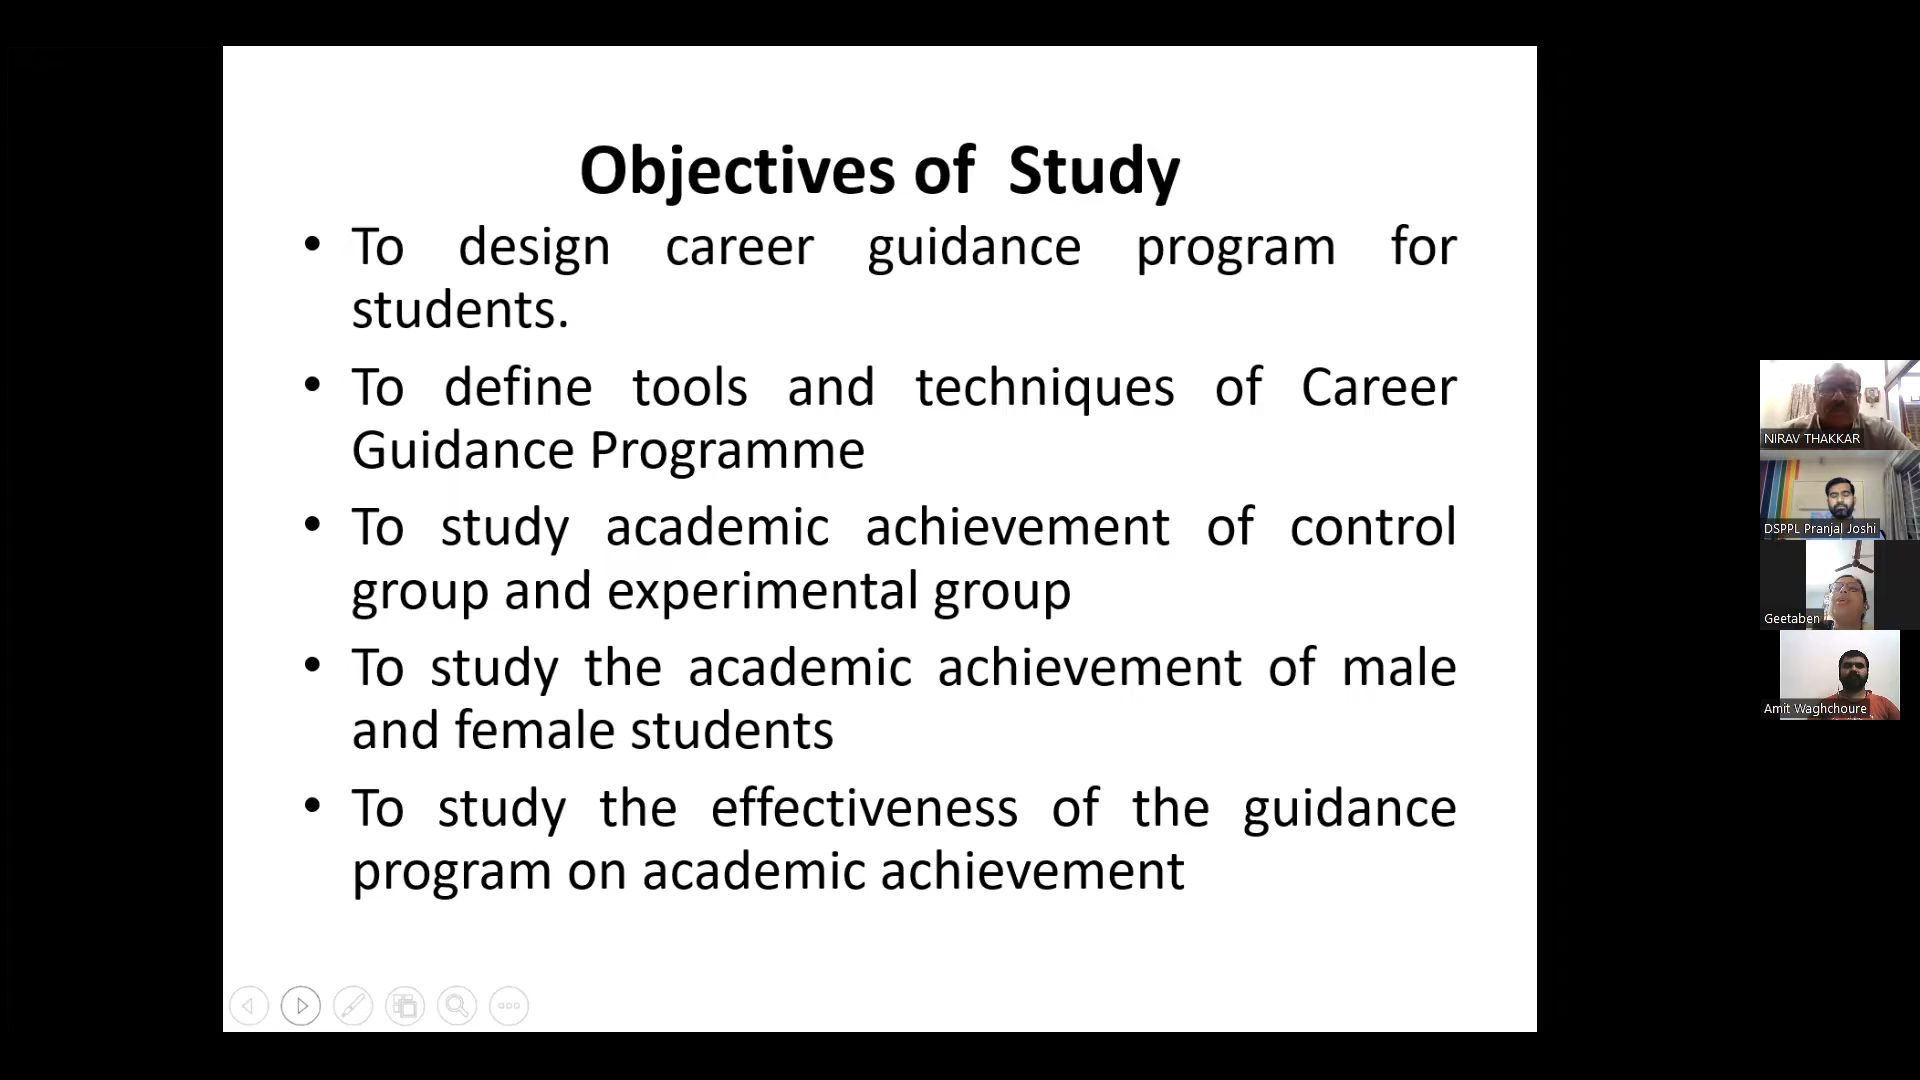 Objectives of Study
• To design career guidance program for
students.
• To define tools and techniques of Career
Guidance Programme
• To study academic achievement of control
group and experimental group
• To study the academic achievement of male
and female students
• To study the effectiveness of the guidance
program on academic achievement
NIRAV THAKKAR
DSPPL Pranjal Joshi
Geetaben
Amit Waghchoure